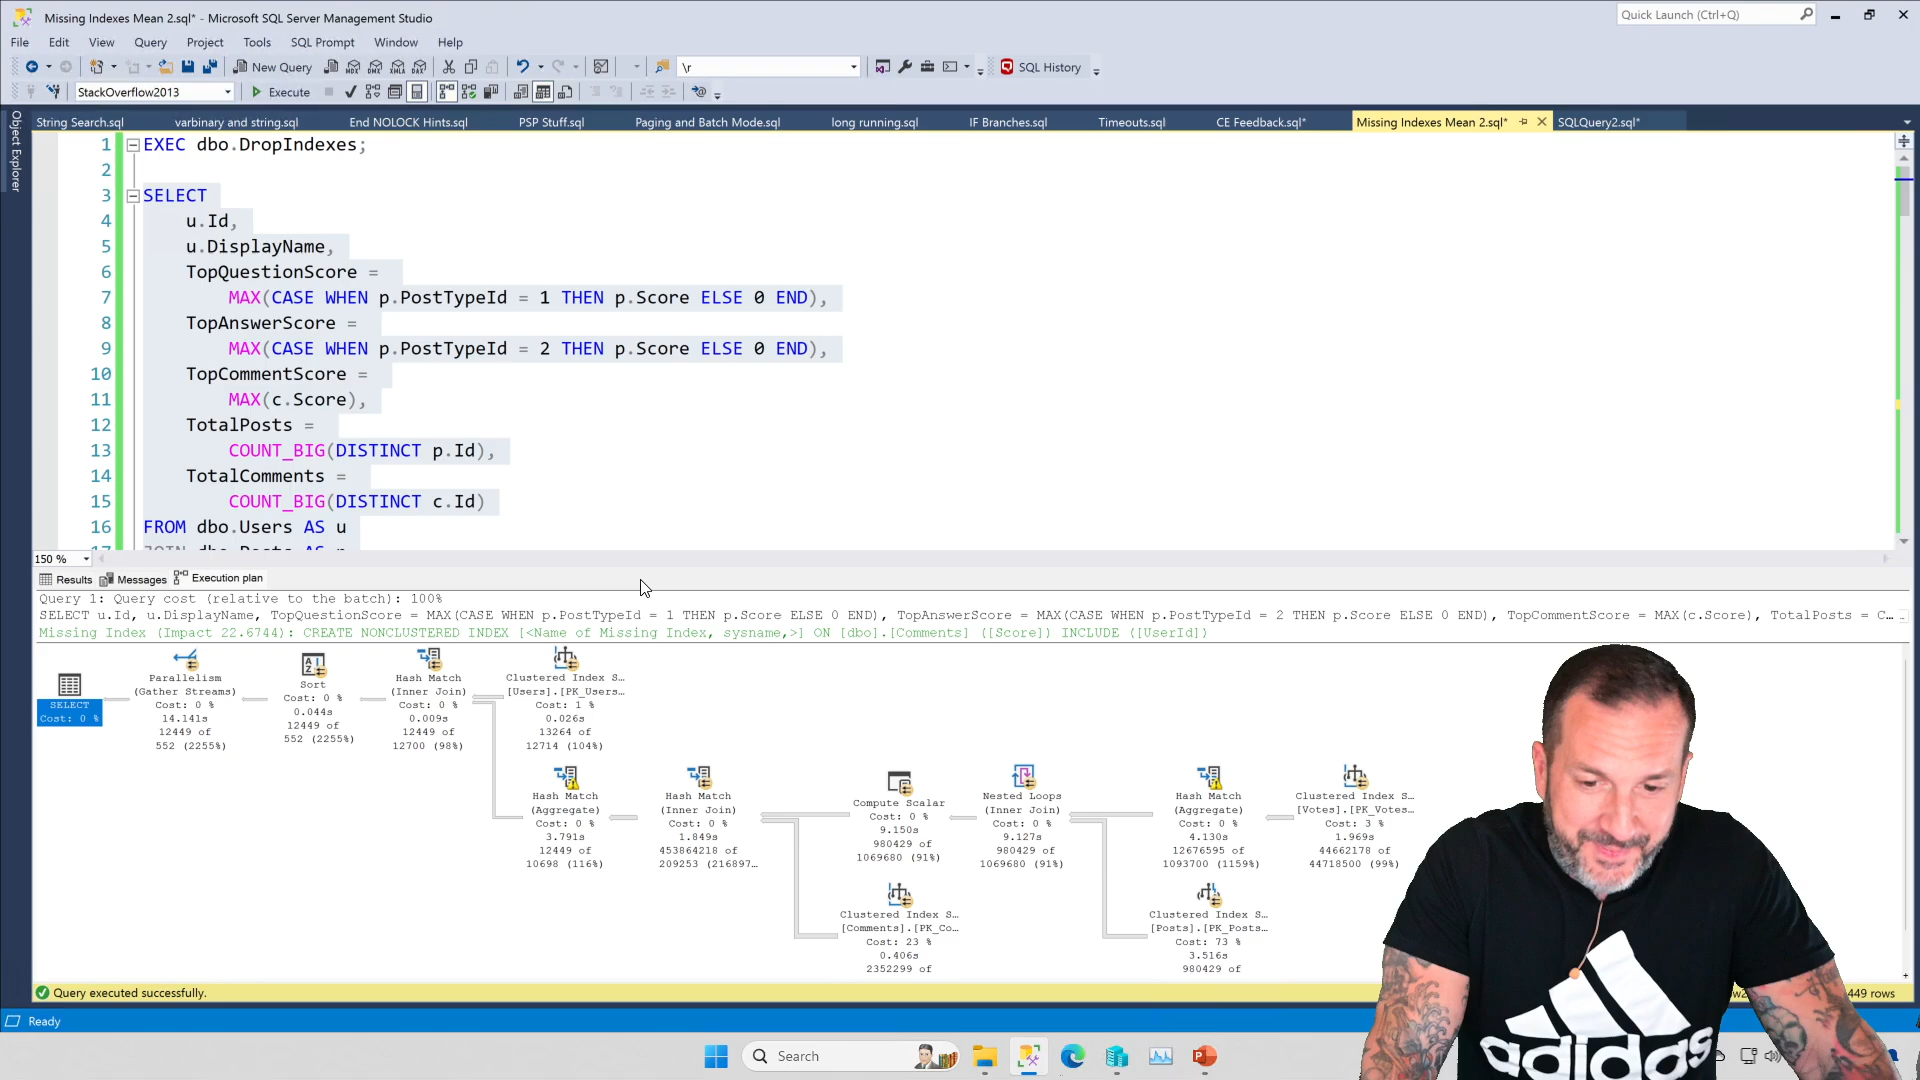 Missing Indexes Mean 2.sql* - Microsoft SQL Server Management Studio
Quick Launch (Ctrl+Q)
File Edit View Query Project Tools SQL Prompt Window Help
New Query
\r
SQL History
StackOverflow2013
Execute
String Search.sql varbinary and string.sql End NOLOCK Hints.sql PSP Stuff.sql Paging and Batch Mode.sql long running.sql IF Branches.sql Timeouts.sql CE Feedback.sql* Missing Indexes Mean 2.sql* SQLQuery2.sql*
Object Explorer
1 EXEC dbo.DropIndexes;
2
3 SELECT
4 u.Id,
5 u.DisplayName,
6 TopQuestionScore =
7 MAX(CASE WHEN p.PostTypeId = 1 THEN p.Score ELSE 0 END),
8 TopAnswerScore =
9 MAX(CASE WHEN p.PostTypeId = 2 THEN p.Score ELSE 0 END),
10 TopCommentScore =
11 MAX(c.Score),
12 TotalPosts =
13 COUNT_BIG(DISTINCT p.Id),
14 TotalComments =
15 COUNT_BIG(DISTINCT c.Id)
16 FROM dbo.Users AS u
17 JOIN dbo.Posts AS p
150 %
Results Messages Execution plan
Query 1: Query cost (relative to the batch): 100%
SELECT u.Id, u.DisplayName, TopQuestionScore = MAX(CASE WHEN p.PostTypeId = 1 THEN p.Score ELSE 0 END), TopAnswerScore = MAX(CASE WHEN p.PostTypeId = 2 THEN p.Score ELSE 0 END), TopCommentScore = MAX(c.Score), TotalPosts = C...
Missing Index (Impact 22.6744): CREATE NONCLUSTERED INDEX [<Name of Missing Index, sysname,>] ON [dbo].[Comments] ([Score]) INCLUDE ([UserId])
SELECT
Cost: 0 %
Parallelism
(Gather Streams)
Cost: 0 %
14.141s
12449 of
552 (2255%)
Sort
Cost: 0 %
0.044s
12449 of
552 (2255%)
Hash Match
(Inner Join)
Cost: 0 %
0.009s
12449 of
12700 (98%)
Clustered Index S...
[Users].[PK_Users...
Cost: 1 %
0.026s
13264 of
12714 (104%)
Hash Match
(Aggregate)
Cost: 0 %
3.791s
12449 of
10698 (116%)
Hash Match
(Inner Join)
Cost: 0 %
1.849s
453864218 of
209253 (216897...
Compute Scalar
Cost: 0 %
9.150s
980429 of
1069680 (91%)
Nested Loops
(Inner Join)
Cost: 0 %
9.127s
980429 of
1069680 (91%)
Hash Match
(Aggregate)
Cost: 0 %
4.130s
12676595 of
1093700 (1159%)
Clustered Index S...
[Votes].[PK_Votes...
Cost: 3 %
1.969s
44662178 of
44718500 (99%)
Clustered Index S...
[Comments].[PK_Co...
Cost: 23 %
0.406s
2352299 of
Clustered Index S...
[Posts].[PK_Posts...
Cost: 73 %
3.516s
980429 of
Query executed successfully.
449 rows
Ready
Search
adidas